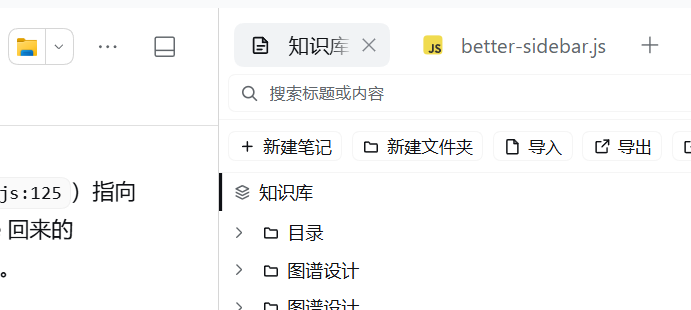 知识库
JS better-sidebar.js
搜索标题或内容
新建笔记 新建文件夹 导入 导出
js:125）指向
知识库
回来的
目录
。
图谱设计
图谱设计